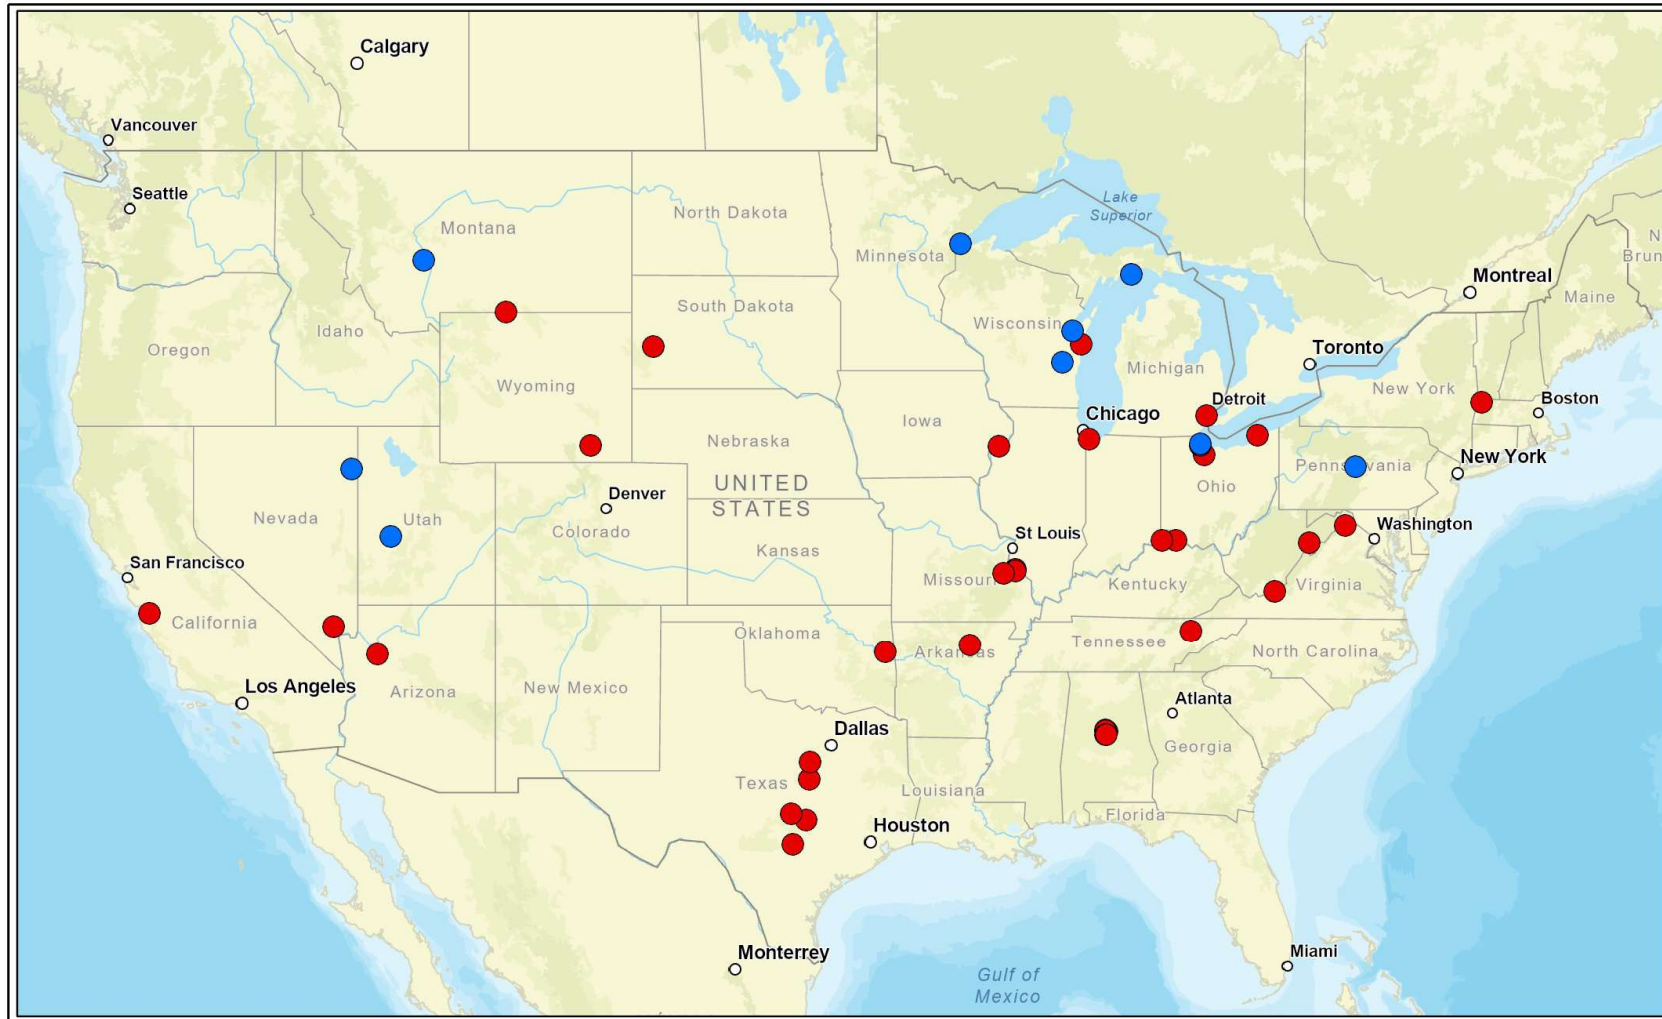 Calgary
Vancouver
Seattle
Lake
Superior
North Dakota
Montana
N
Brun
Minnesota
Montreal
Maine
South Dakota
Wisconsin
Idaho
Oregon
Toronto
Michigan
Wyoming
New York
Detroit
Boston
Chicago
Iowa
Nebraska
New York
Pennsylvania
UNITED
STATES
Ohio
Denver
Nevada
Utah
Colorado
Washington
St Louis
Kansas
San Francisco
Missouri
Kentucky
Virginia
California
Oklahoma
Tennessee
Arkansas
North Carolina
Los Angeles
Arizona
New Mexico
Atlanta
Dallas
Georgia
Texas
Louisiana
Florida
Houston
Monterrey
Miami
Gulf of
Mexico